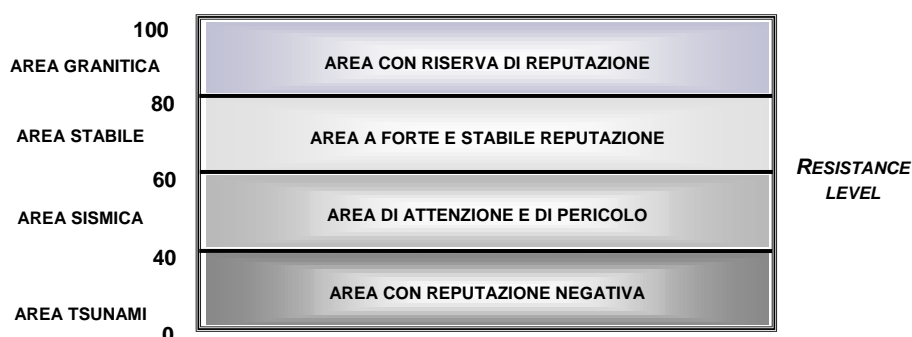 100
AREA GRANITICA
AREA CON RISERVA DI REPUTAZIONE
80
AREA STABILE
AREA A FORTE E STABILE REPUTAZIONE
60
RESISTANCE
LEVEL
AREA SISMICA
AREA DI ATTENZIONE E DI PERICOLO
40
AREA CON REPUTAZIONE NEGATIVA
AREA TSUNAMI
0